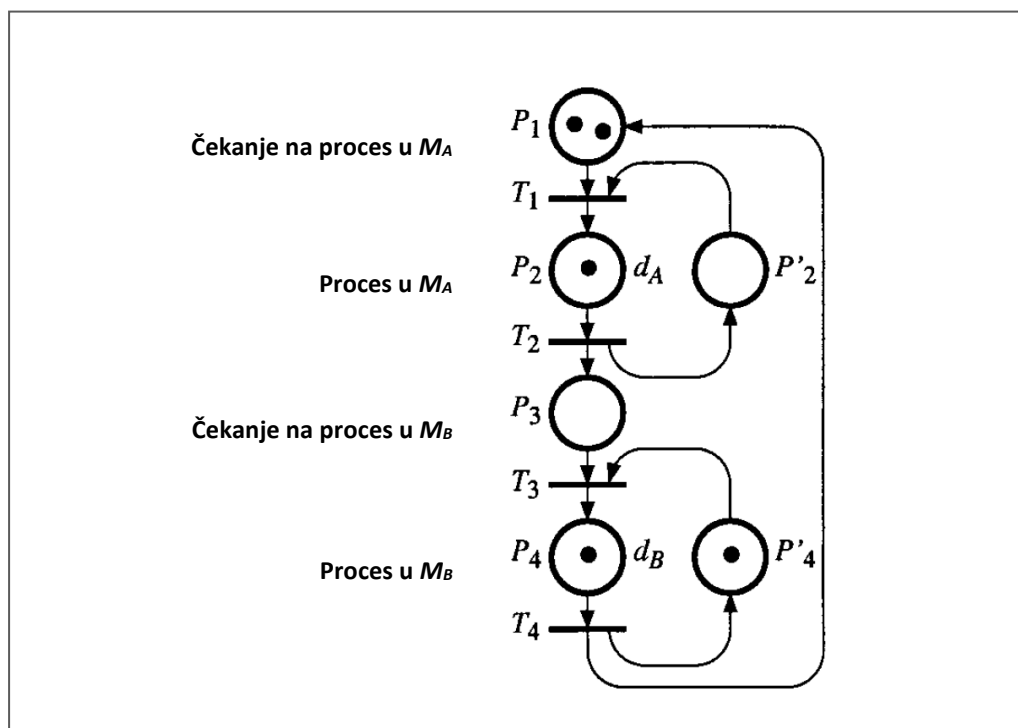 P1
Čekanje na proces u MA
T1
P2 dA P'2
Proces u MA
T2
P3
Čekanje na proces u MB
T3
P4 dB P'4
Proces u MB
T4